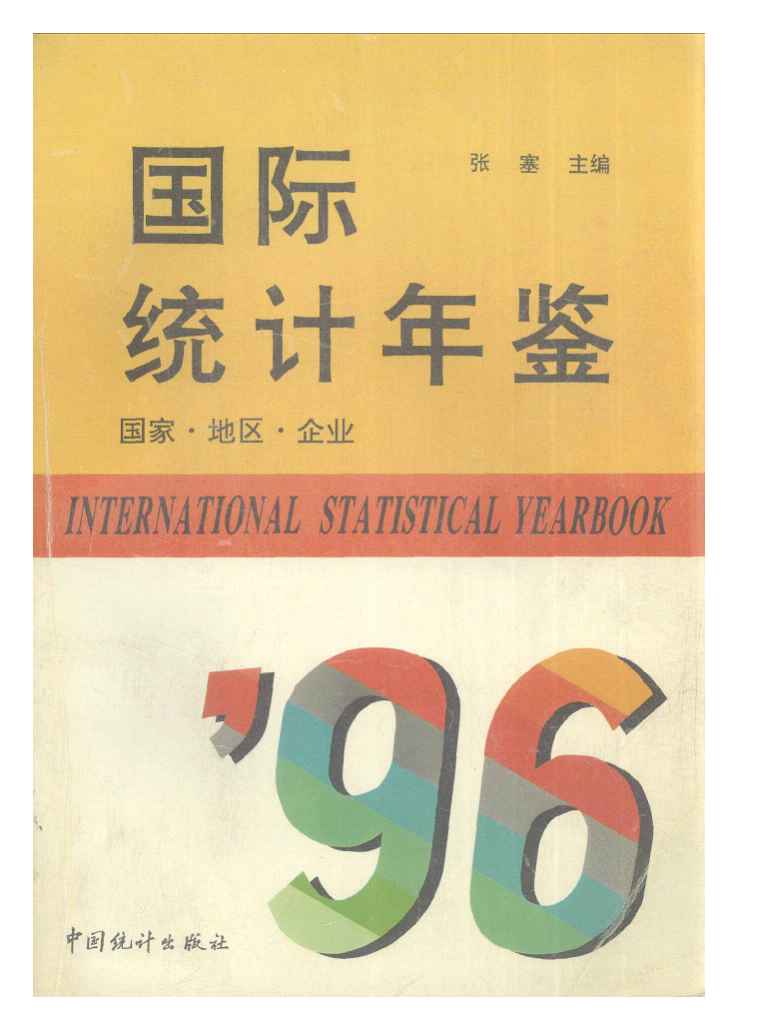 国际
张 塞 主编
统计年鉴
国家·地区·企业
INTERNATIONAL STATISTICAL YEARBOOK
'96
中国统计出版社